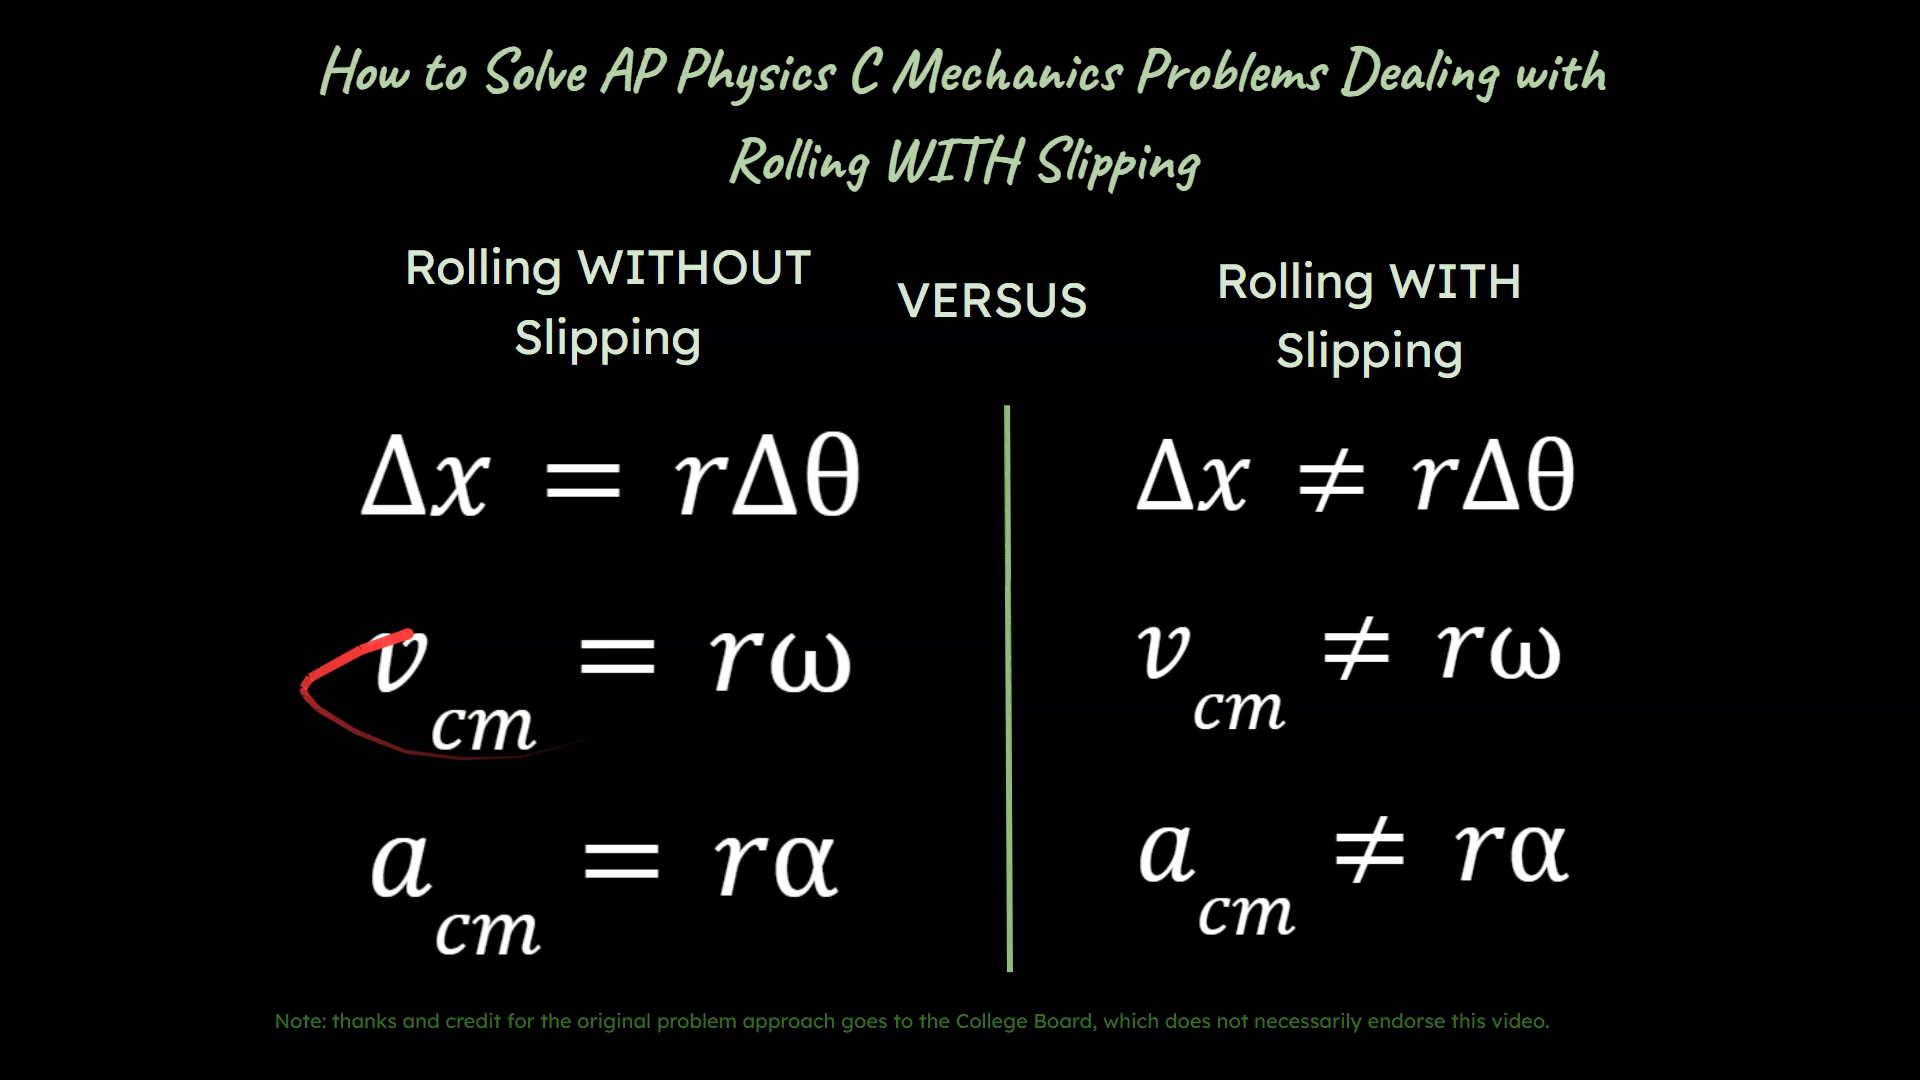 How to Solve AP Physics C Mechanics Problems Dealing with
Rolling WITH Slipping
Rolling WITHOUT
Slipping
VERSUS
Rolling WITH
Slipping
Δx = rΔθ
v_cm = rω
a_cm = rα
Δx ≠ rΔθ
v_cm ≠ rω
a_cm ≠ rα
Note: thanks and credit for the original problem approach goes to the College Board, which does not necessarily endorse this video.